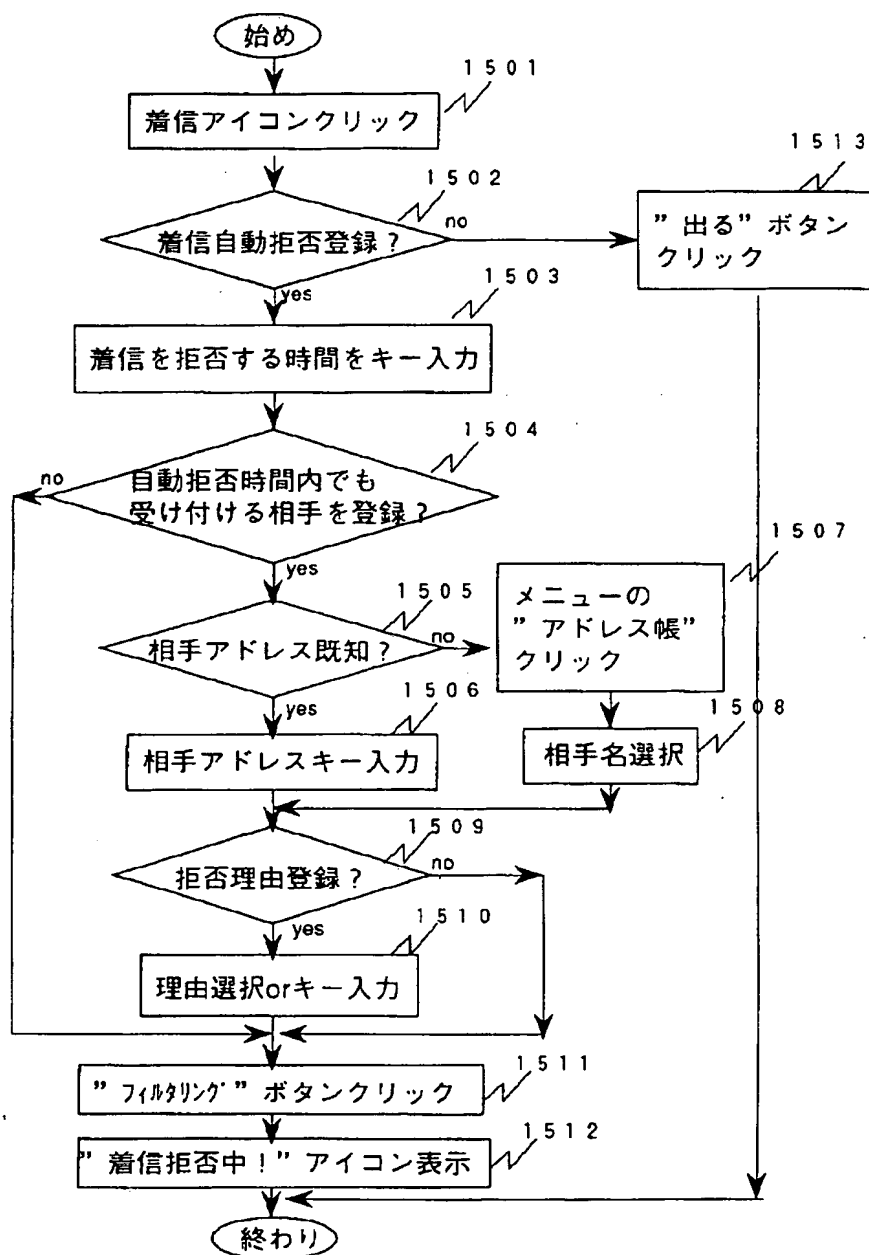 始め
1501
着信アイコンクリック
1502
着信自動拒否登録?
no
yes
1513
”出る”ボタン
クリック
1503
着信を拒否する時間をキー入力
1504
自動拒否時間内でも
受け付ける相手を登録?
no
yes
1505
相手アドレス既知?
no
yes
1507
メニューの
”アドレス帳”
クリック
1506
相手アドレスキー入力
1508
相手名選択
1509
拒否理由登録?
no
yes
1510
理由選択orキー入力
1511
”フィルタリング”ボタンクリック
1512
”着信拒否中!”アイコン表示
終わり